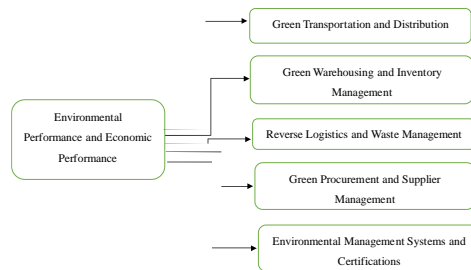 Environmental
Performance and Economic
Performance
Green Transportation and Distribution
Green Warehousing and Inventory
Management
Reverse Logistics and Waste Management
Green Procurement and Supplier
Management
Environmental Management Systems and
Certifications